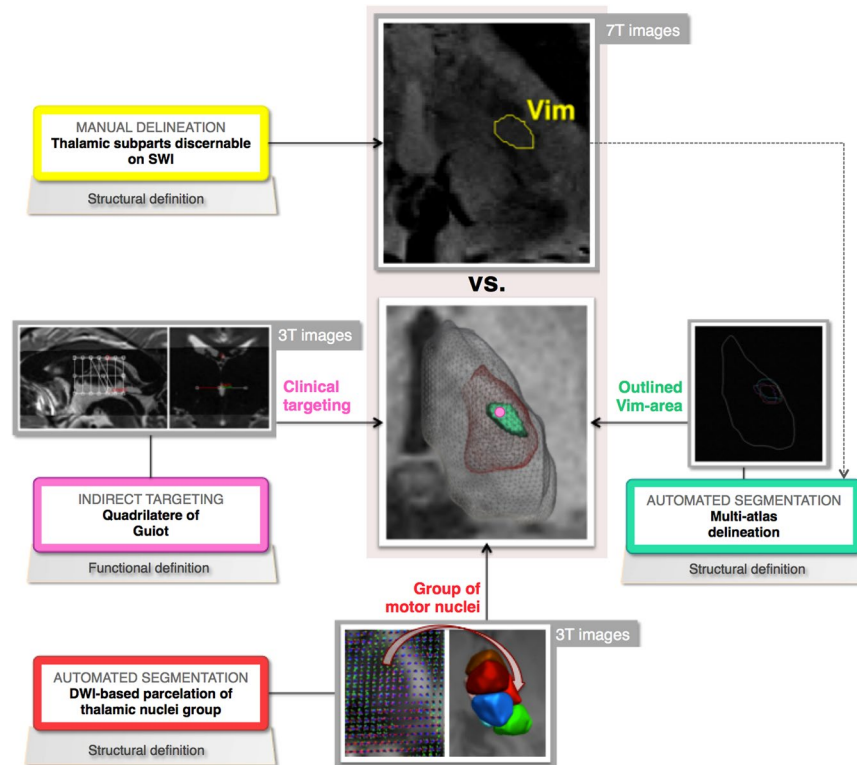 7T images
Vim
MANUAL DELINEATION
Thalamic subparts discernable
on SWI
Structural definition
vs.
3T images
Clinical
targeting
Outlined
Vim-area
INDIRECT TARGETING
Quadrilatere of
Guiot
Functional definition
AUTOMATED SEGMENTATION
Multi-atlas
delineation
Structural definition
Group of
motor nuclei
3T images
AUTOMATED SEGMENTATION
DWI-based parcelation of
thalamic nuclei group
Structural definition